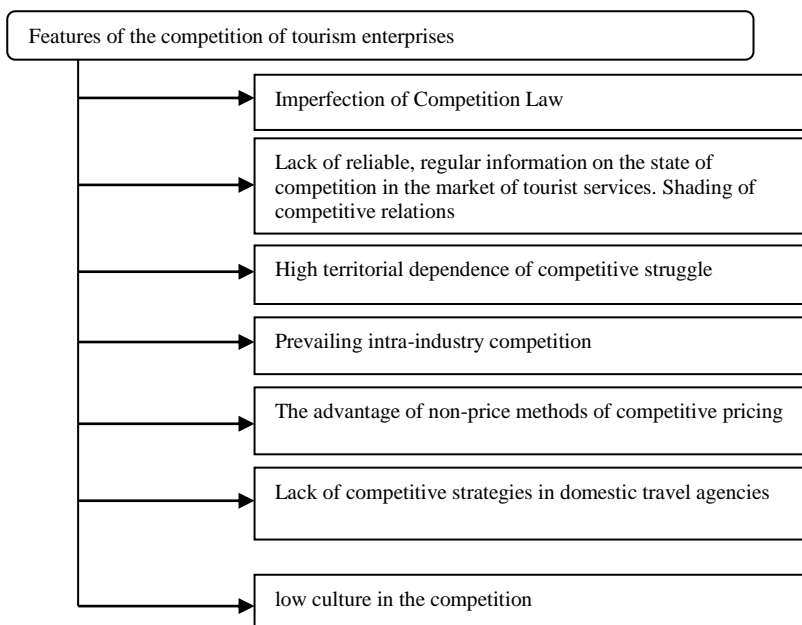 Features of the competition of tourism enterprises
Imperfection of Competition Law
Lack of reliable, regular information on the state of
competition in the market of tourist services. Shading of
competitive relations
High territorial dependence of competitive struggle
Prevailing intra-industry competition
The advantage of non-price methods of competitive pricing
Lack of competitive strategies in domestic travel agencies
low culture in the competition